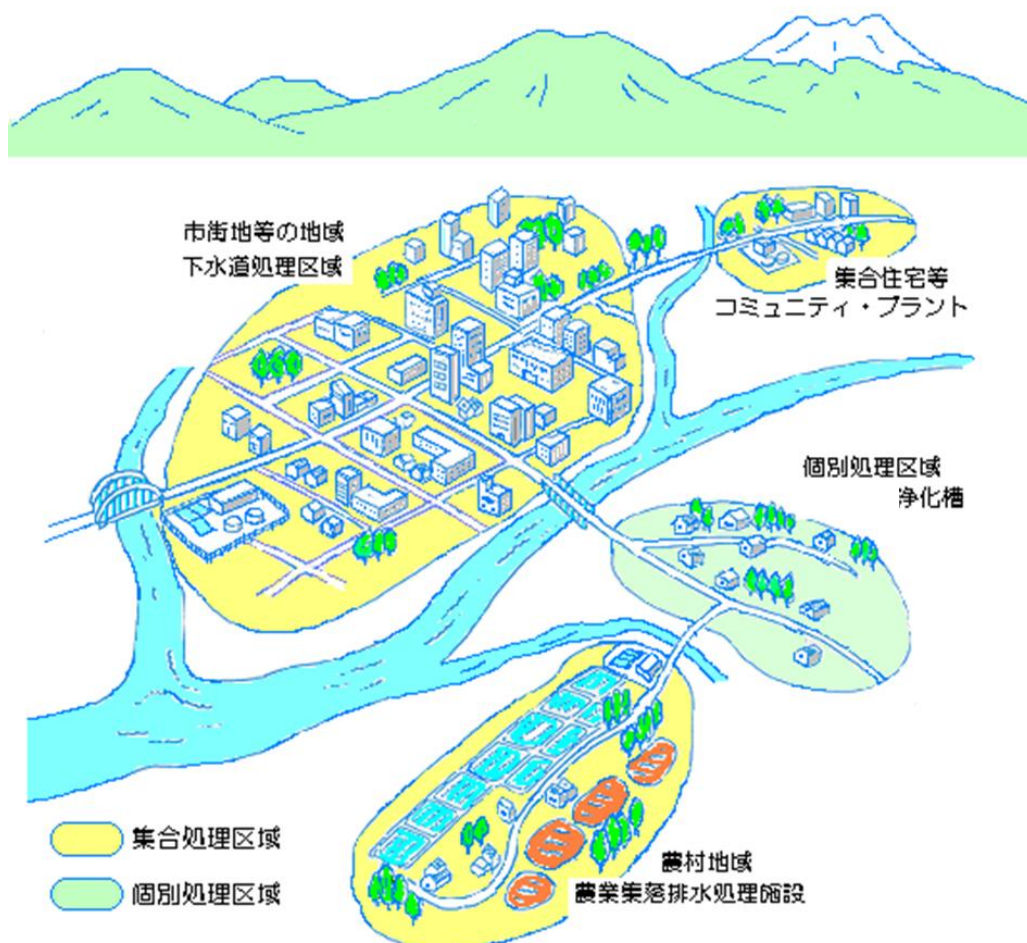 市街地等の地域
下水道処理区域
集合住宅等
コミュニティ・プラント
個別処理区域
浄化槽
集合処理区域
個別処理区域
農村地域
農業集落排水処理施設